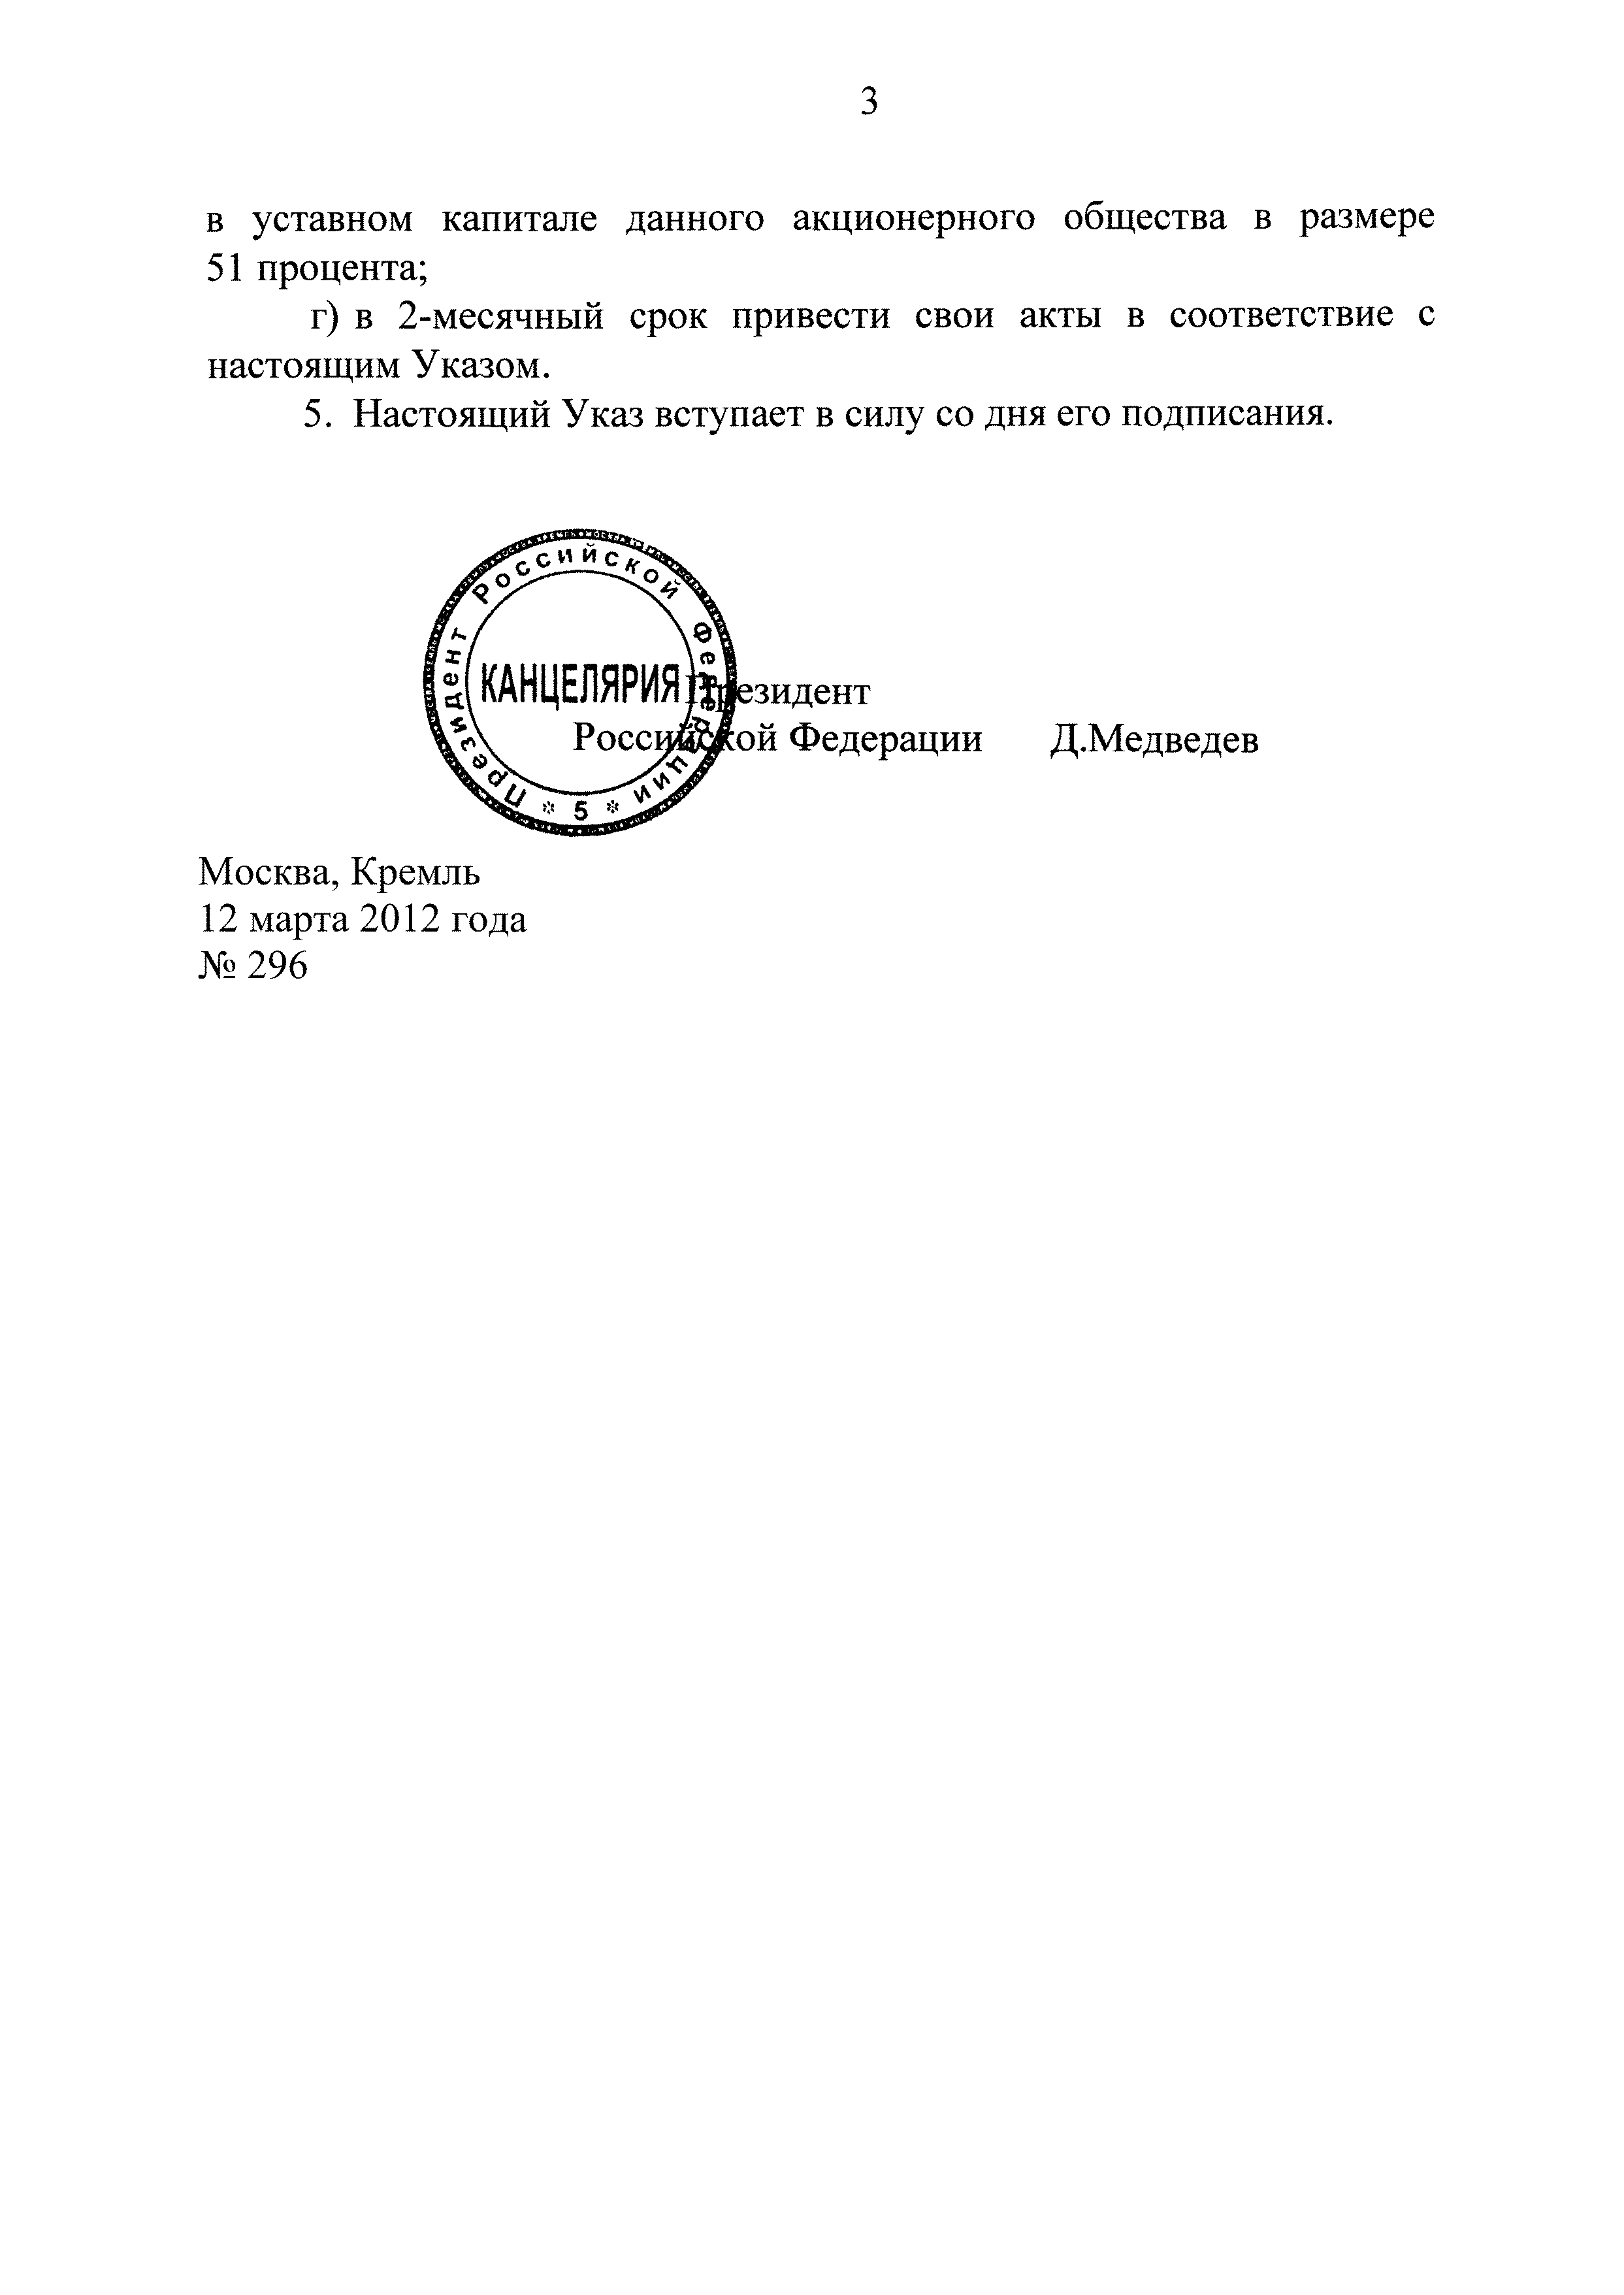 3
в уставном капитале данного акционерного общества в размере
51 процента;
г) в 2-месячный срок привести свои акты в соответствие с
настоящим Указом.
5. Настоящий Указ вступает в силу со дня его подписания.
Президент Российской Федерации
* 5 *
КАНЦЕЛЯРИЯ
Президент
Российской Федерации Д.Медведев
Москва, Кремль
12 марта 2012 года
№ 296